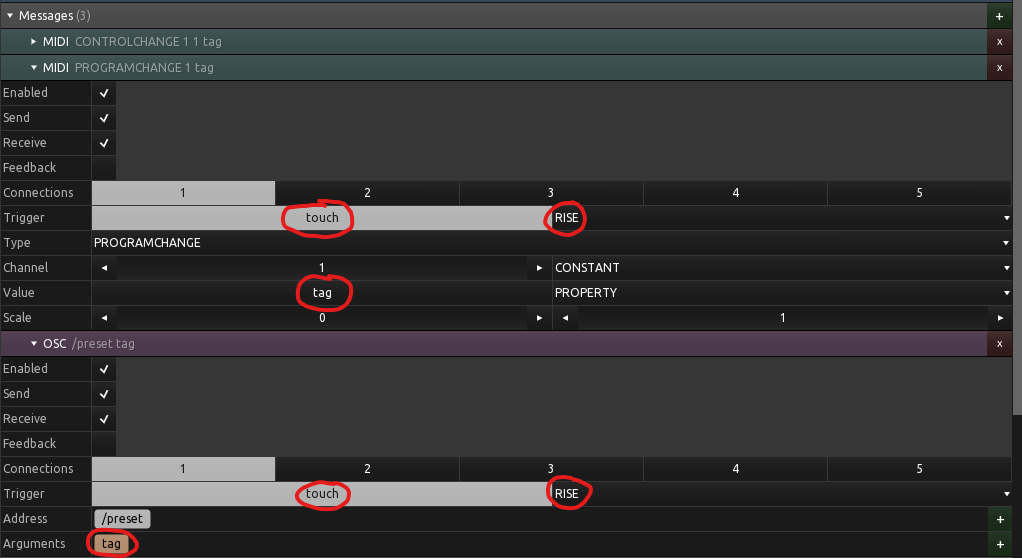 Messages (3) +
MIDI CONTROLCHANGE 1 1 tag x
MIDI PROGRAMCHANGE 1 tag x
Enabled
Send
Receive
Feedback
Connections 1 2 3 4 5
Trigger touch RISE
Type PROGRAMCHANGE
Channel 1 CONSTANT
Value tag PROPERTY
Scale 0 1
OSC /preset tag x
Enabled
Send
Receive
Feedback
Connections 1 2 3 4 5
Trigger touch RISE
Address /preset +
Arguments tag +